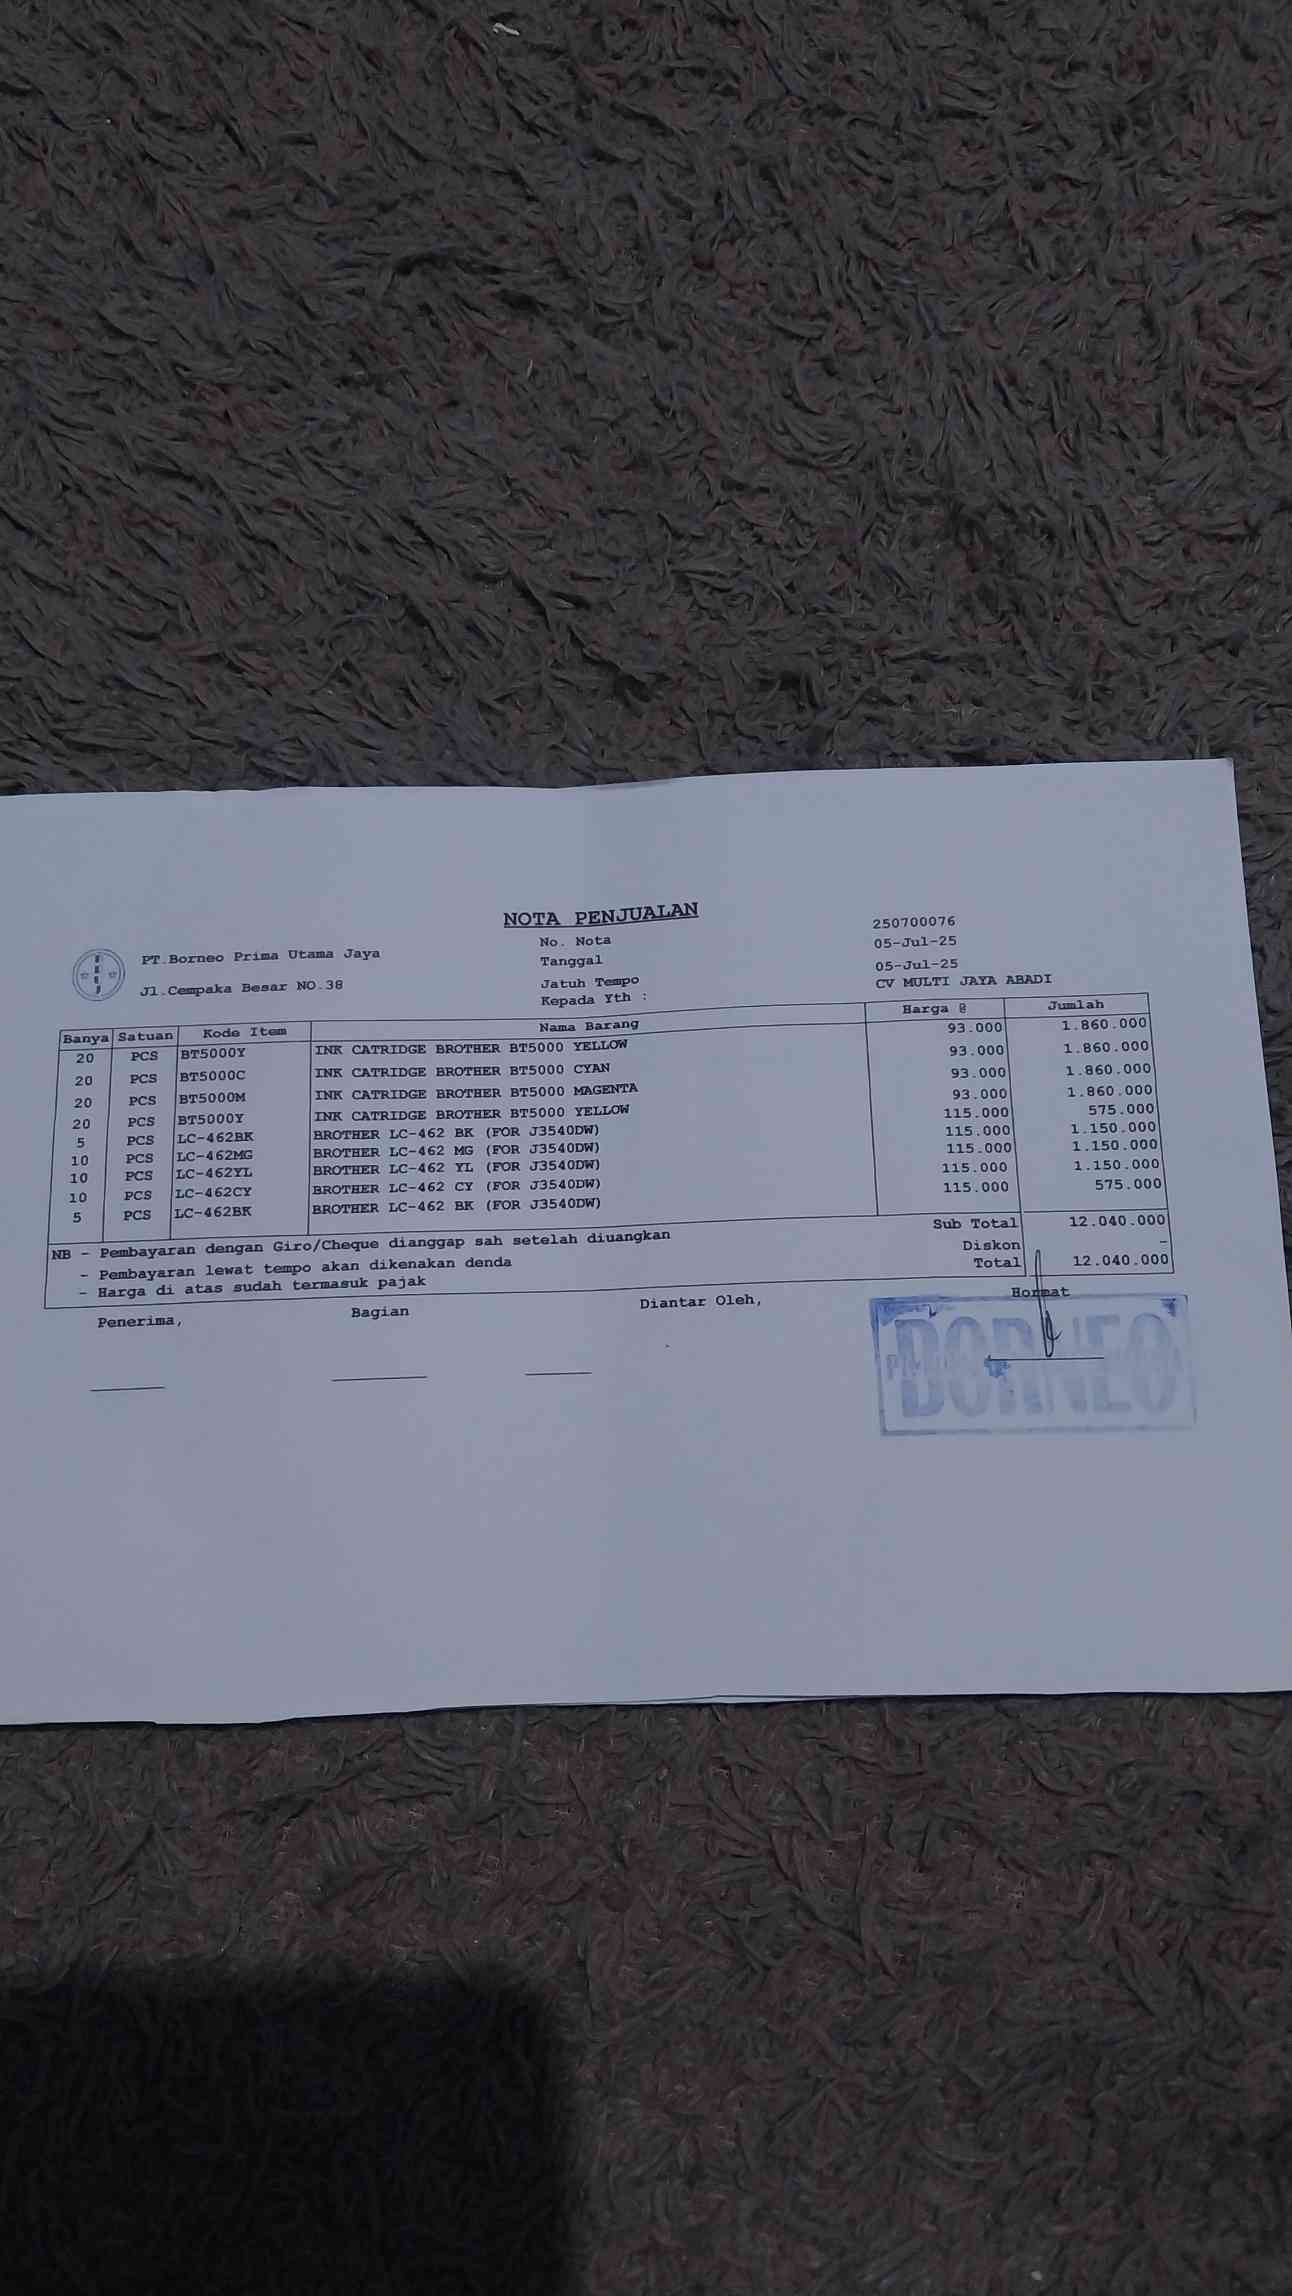 NOTA PENJUALAN
PT.Borneo Prima Utama Jaya
Jl.Cempaka Besar NO.38
No. Nota 250700076
Tanggal 05-Jul-25
Jatuh Tempo 05-Jul-25
Kepada Yth : CV MULTI JAYA ABADI
Banya Satuan Kode Item Nama Barang Harga @ Jumlah
20 PCS BT5000Y INK CATRIDGE BROTHER BT5000 YELLOW 93.000 1.860.000
20 PCS BT5000C INK CATRIDGE BROTHER BT5000 CYAN 93.000 1.860.000
20 PCS BT5000M INK CATRIDGE BROTHER BT5000 MAGENTA 93.000 1.860.000
20 PCS BT5000Y INK CATRIDGE BROTHER BT5000 YELLOW 93.000 1.860.000
5 PCS LC-462BK BROTHER LC-462 BK (FOR J3540DW) 115.000 575.000
10 PCS LC-462MG BROTHER LC-462 MG (FOR J3540DW) 115.000 1.150.000
10 PCS LC-462YL BROTHER LC-462 YL (FOR J3540DW) 115.000 1.150.000
10 PCS LC-462CY BROTHER LC-462 CY (FOR J3540DW) 115.000 1.150.000
5 PCS LC-462BK BROTHER LC-462 BK (FOR J3540DW) 115.000 575.000
NB - Pembayaran dengan Giro/Cheque dianggap sah setelah diuangkan Sub Total 12.040.000
- Pembayaran lewat tempo akan dikenakan denda Diskon -
- Harga di atas sudah termasuk pajak Total 12.040.000
Penerima, Bagian Diantar Oleh, Hormat
BORNEO